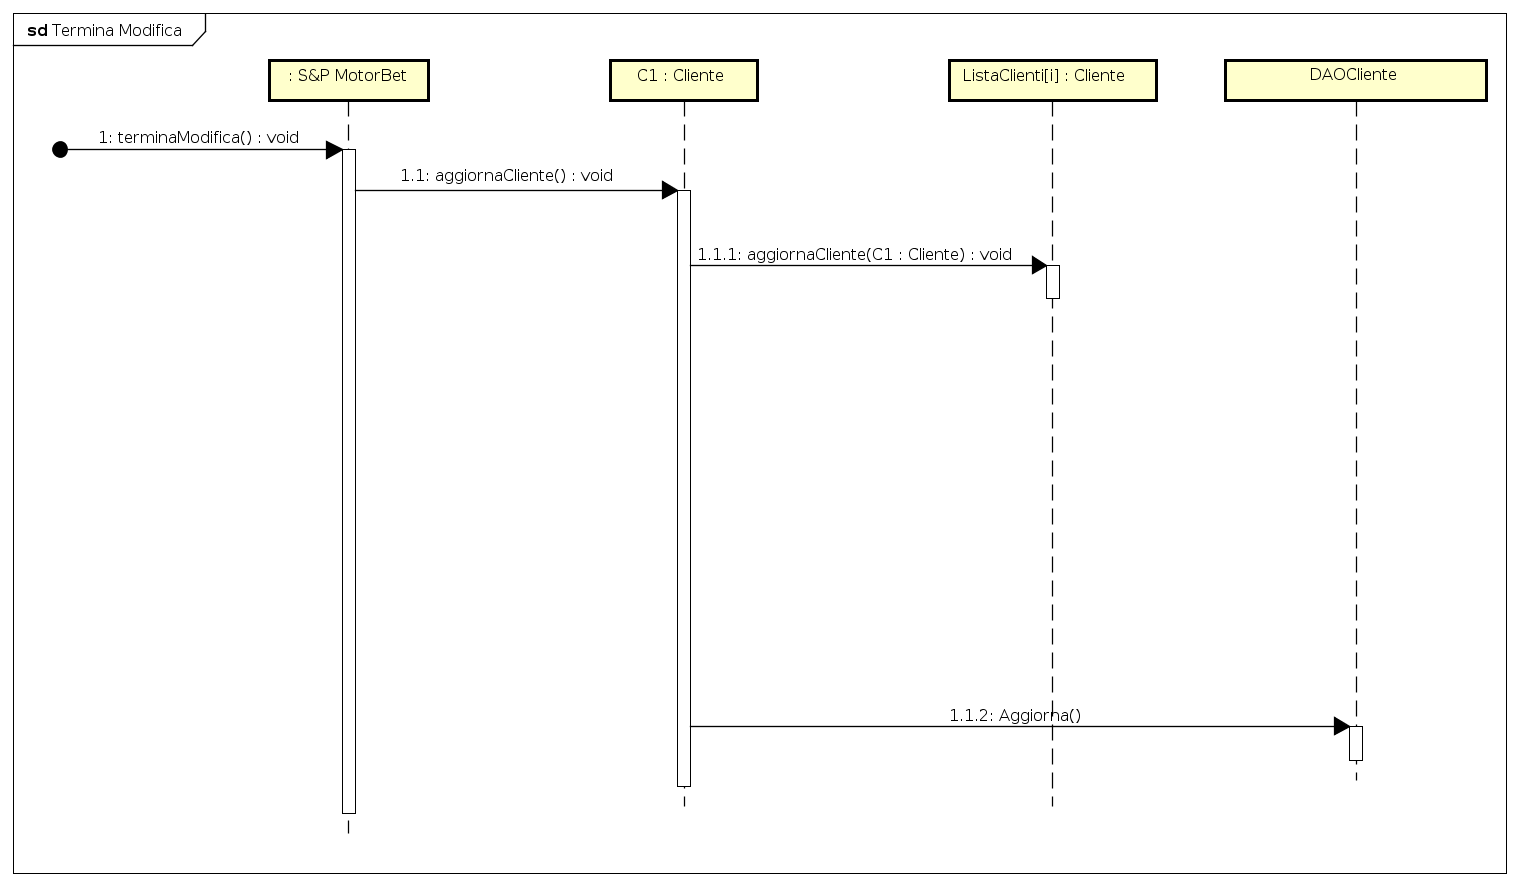 sd Termina Modifica
: S&P MotorBet
C1 : Cliente
ListaClienti[i] : Cliente
DAOCliente
1: terminaModifica() : void
1.1: aggiornaCliente() : void
1.1.1: aggiornaCliente(C1 : Cliente) : void
1.1.2: Aggiorna()